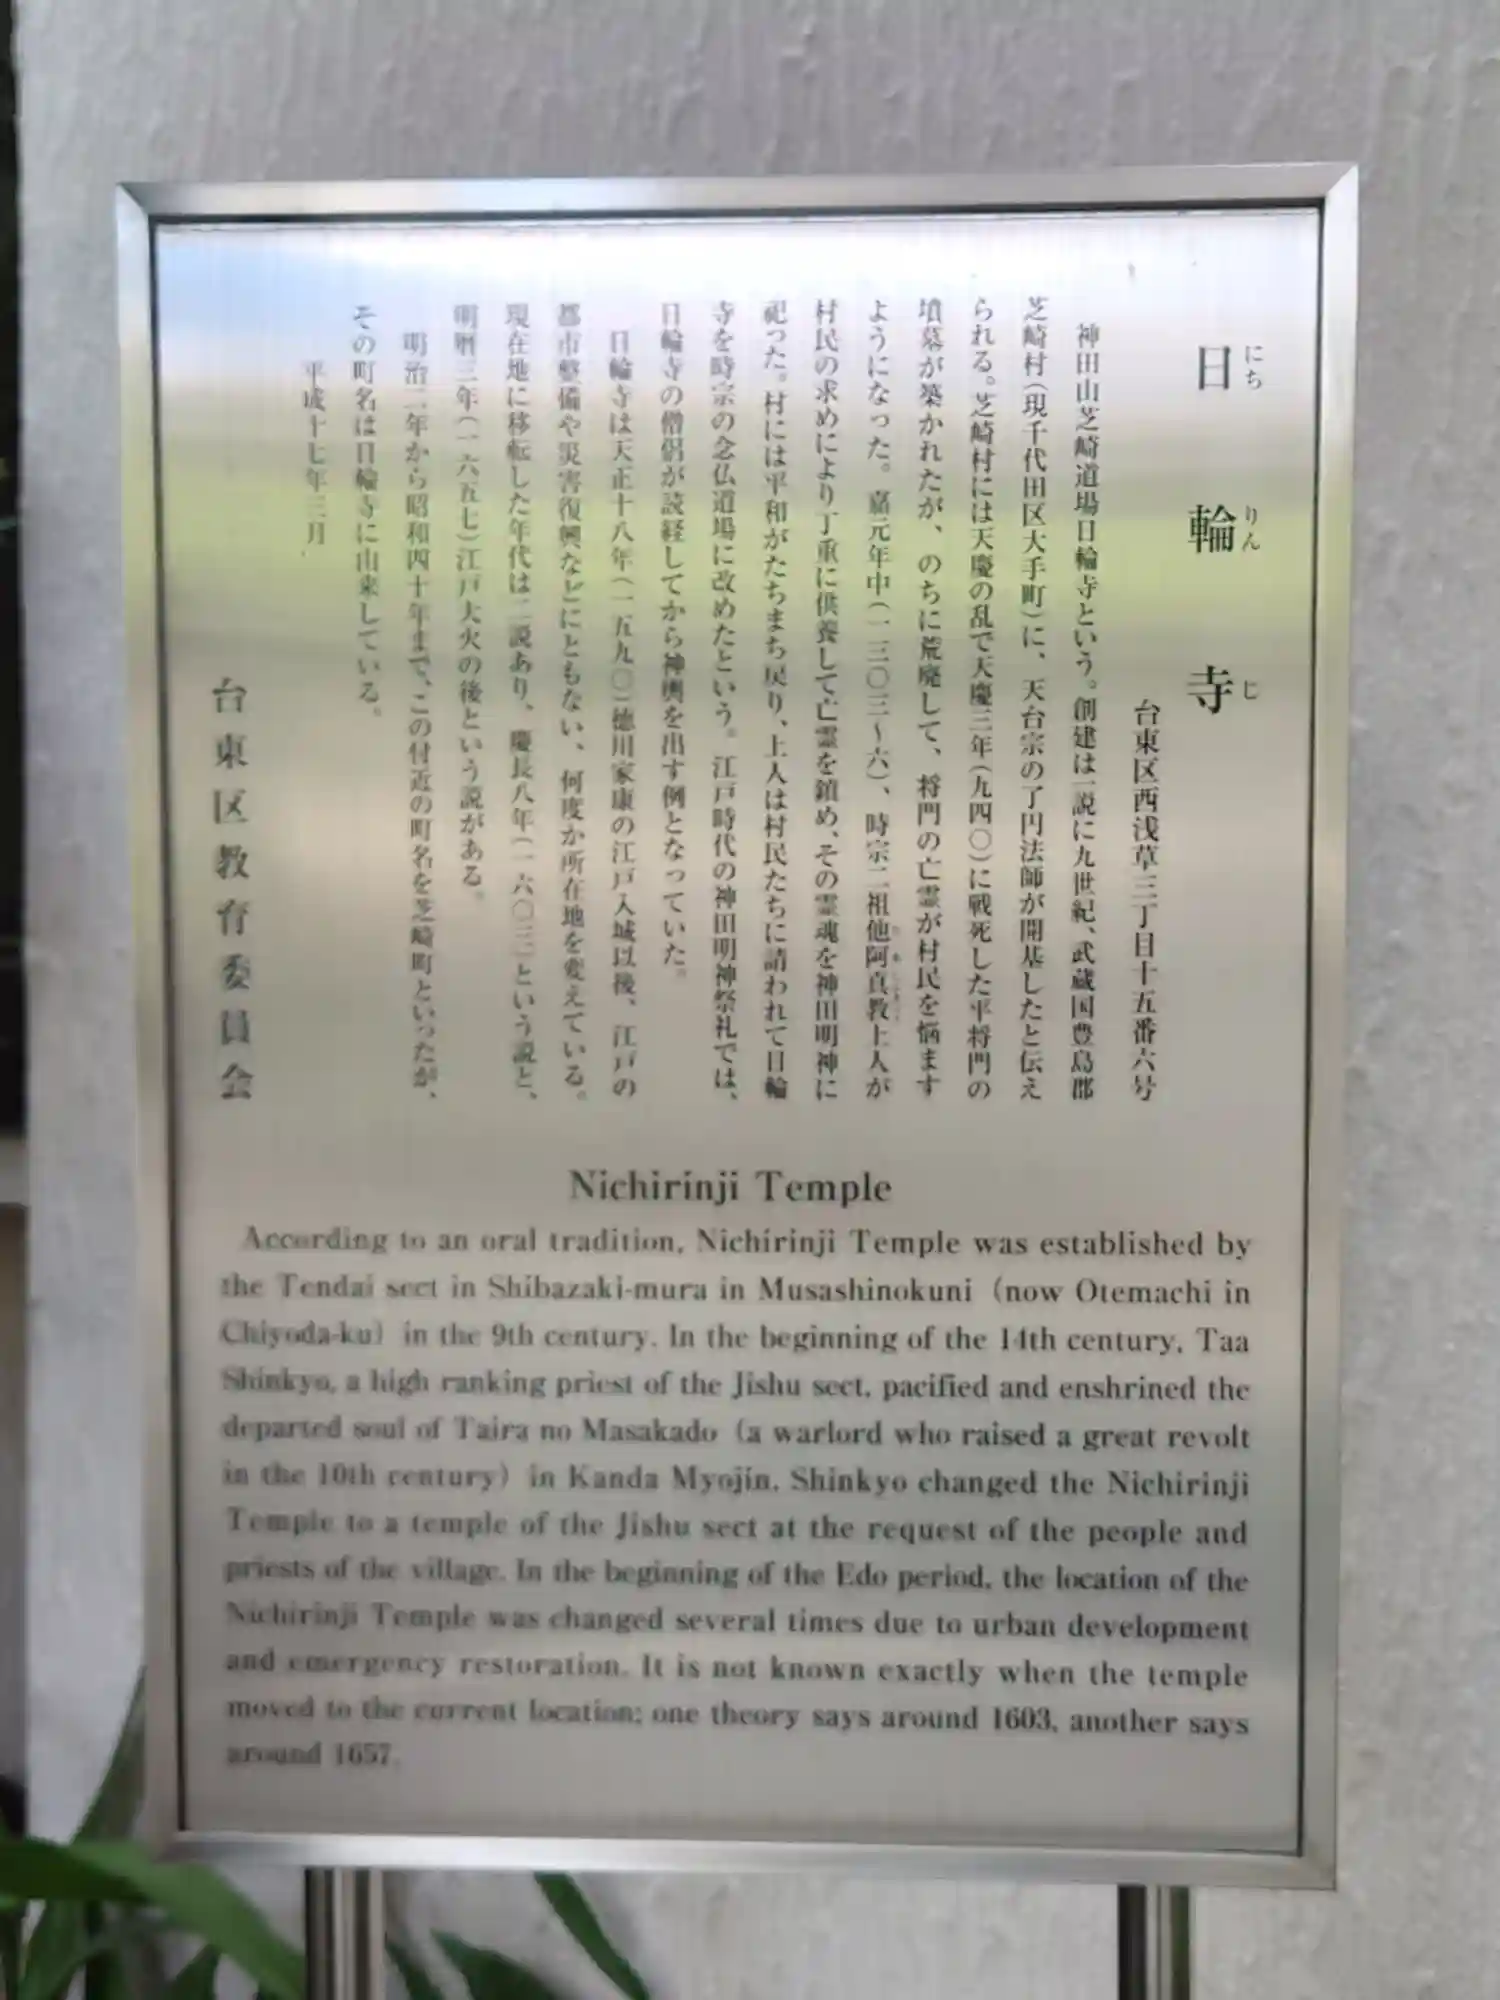 日輪寺
にち りん じ
台東区西浅草三丁目十五番六号
神田山芝崎道場日輪寺という。創建は一説に九世紀、武蔵国豊島郡
芝崎村(現千代田区大手町)に、天台宗の了円法師が開基したと伝え
られる。芝崎村には天慶の乱で天慶三年(九四〇)に戦死した平将門の
墳墓が築かれたが、のちに荒廃して、将門の亡霊が村民を悩ます
ようになった。嘉元年中(一三〇三〜六)、時宗二祖他阿真教上人が
村民の求めにより丁重に供養して亡霊を鎮め、その霊魂を神田明神に
祀った。村には平和がたちまち戻り、上人は村民たちに請われて日輪
寺を時宗の念仏道場に改めたという。江戸時代の神田明神祭礼では、
日輪寺の僧侶が読経してから神輿を出す例となっていた。
日輪寺は天正十八年(一五九〇)徳川家康の江戸入城以後、江戸の
都市整備や災害復興などにともない、何度か所在地を変えている。
現在地に移転した年代は二説あり、慶長八年(一六〇三)という説と、
明暦三年(一六五七)江戸大火の後という説がある。
明治二年から昭和四十年まで、この付近の町名を芝崎町といったが、
その町名は日輪寺に由来している。
平成十七年三月
台東区教育委員会
Nichirinji Temple
According to an oral tradition, Nichirinji Temple was established by
the Tendai sect in Shibazaki-mura in Musashinokuni (now Otemachi in
Chiyoda-ku) in the 9th century. In the beginning of the 14th century, Taa
Shinkyo, a high ranking priest of the Jishu sect, pacified and enshrined the
departed soul of Taira no Masakado (a warlord who raised a great revolt
in the 10th century) in Kanda Myojin. Shinkyo changed the Nichirinji
Temple to a temple of the Jishu sect at the request of the people and
priests of the village. In the beginning of the Edo period, the location of the
Nichirinji Temple was changed several times due to urban development
and emergency restoration. It is not known exactly when the temple
moved to the current location; one theory says around 1603, another says
around 1657.